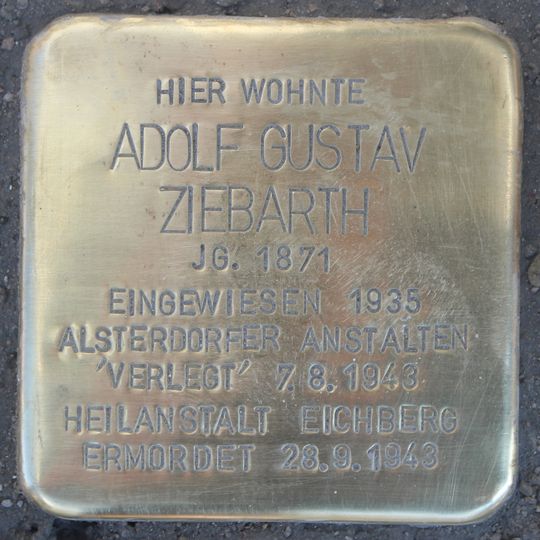 HIER WOHNTE
ADOLF GUSTAV
ZIEBARTH
JG. 1871
EINGEWIESEN 1935
ALSTERDORFER ANSTALTEN
'VERLEGT' 7.8.1943
HEILANSTALT EICHBERG
ERMORDET 28.9.1943